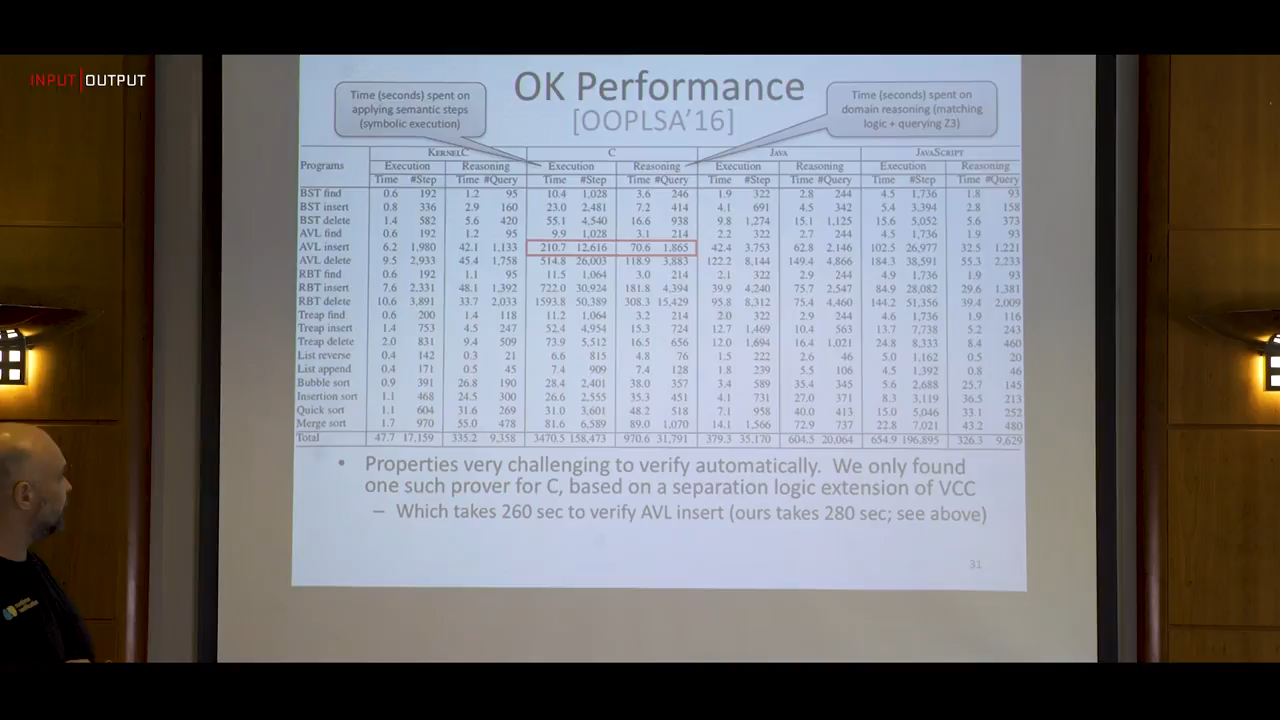 INPUT|OUTPUT
OK Performance
[OOPLSA'16]
Time (seconds) spent on
applying semantic steps
(symbolic execution)
Time (seconds) spent on
domain reasoning (matching
logic + querying Z3)
KERNELC C JAVA JAVASCRIPT
Programs Execution Reasoning Execution Reasoning Execution Reasoning Execution Reasoning
Time #Step Time #Query Time #Step Time #Query Time #Step Time #Query Time #Step Time #Query
BST find 0.6 192 1.2 95 10.4 1,028 3.6 246 1.9 322 2.8 244 4.5 1,736 1.8 93
BST insert 0.8 336 2.9 160 23.0 2,481 7.2 414 4.1 691 4.5 342 5.4 3,394 2.8 158
BST delete 1.4 582 5.6 420 55.1 4,540 16.6 938 9.8 1,274 15.1 1,125 15.6 5,052 5.6 373
AVL find 0.6 192 1.2 95 9.9 1,028 3.1 214 2.2 322 2.7 244 4.5 1,736 1.9 93
AVL insert 6.2 1,980 42.1 1,133 210.7 12,616 70.6 1,865 42.4 3,753 62.8 2,146 102.5 26,977 32.5 1,221
AVL delete 9.5 2,933 45.4 1,758 514.8 26,003 118.9 3,883 122.2 8,144 149.4 4,866 184.3 38,591 55.3 2,233
RBT find 0.6 192 1.1 95 11.5 1,064 3.0 214 2.1 322 2.9 244 4.9 1,736 1.9 93
RBT insert 7.6 2,331 48.1 1,392 722.0 30,924 181.8 4,394 39.9 4,240 75.7 2,547 84.9 28,082 29.6 1,381
RBT delete 10.6 3,891 33.7 2,033 1593.8 50,389 308.3 15,429 95.8 8,312 75.4 4,460 144.2 51,356 39.4 2,009
Treap find 0.6 200 1.4 118 11.2 1,064 3.2 214 2.0 322 2.9 244 4.6 1,736 1.9 116
Treap insert 1.4 753 4.5 247 52.4 4,954 15.3 724 12.7 1,469 10.4 563 13.7 7,738 5.2 243
Treap delete 2.0 831 9.4 509 73.9 5,512 16.5 656 12.0 1,694 16.4 1,021 24.8 8,333 8.4 460
List reverse 0.4 142 0.3 21 6.6 815 4.8 76 1.5 222 2.6 46 5.0 1,162 0.5 20
List append 0.4 171 0.5 45 7.4 909 7.4 128 1.8 239 5.5 106 4.5 1,392 0.8 46
Bubble sort 0.9 391 26.8 190 28.4 2,401 38.0 357 3.4 589 35.4 345 5.6 2,688 25.7 145
Insertion sort 1.1 468 24.5 300 26.6 2,555 35.3 451 4.1 731 27.0 371 8.3 3,119 36.5 213
Quick sort 1.1 604 31.6 269 31.0 3,601 48.2 518 7.1 958 40.0 413 15.0 5,046 33.1 252
Merge sort 1.7 970 55.0 478 81.6 6,589 89.0 1,070 14.1 1,566 72.9 737 22.8 7,021 43.2 480
Total 47.7 17,159 335.2 9,358 3470.5 158,473 970.6 31,791 379.3 35,170 604.5 20,064 654.9 196,895 326.3 9,629
• Properties very challenging to verify automatically. We only found
one such prover for C, based on a separation logic extension of VCC
– Which takes 260 sec to verify AVL insert (ours takes 280 sec; see above)
31